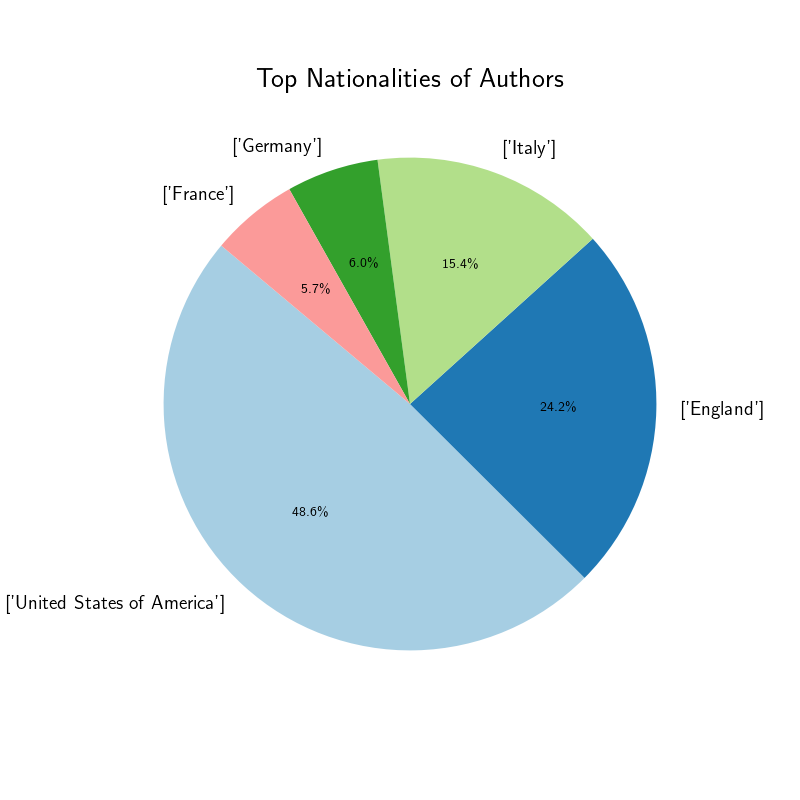 Top Nationalities of Authors
['Germany']
['Italy']
['France']
6.0%
15.4%
5.7%
24.2%
['England']
48.6%
['United States of America']